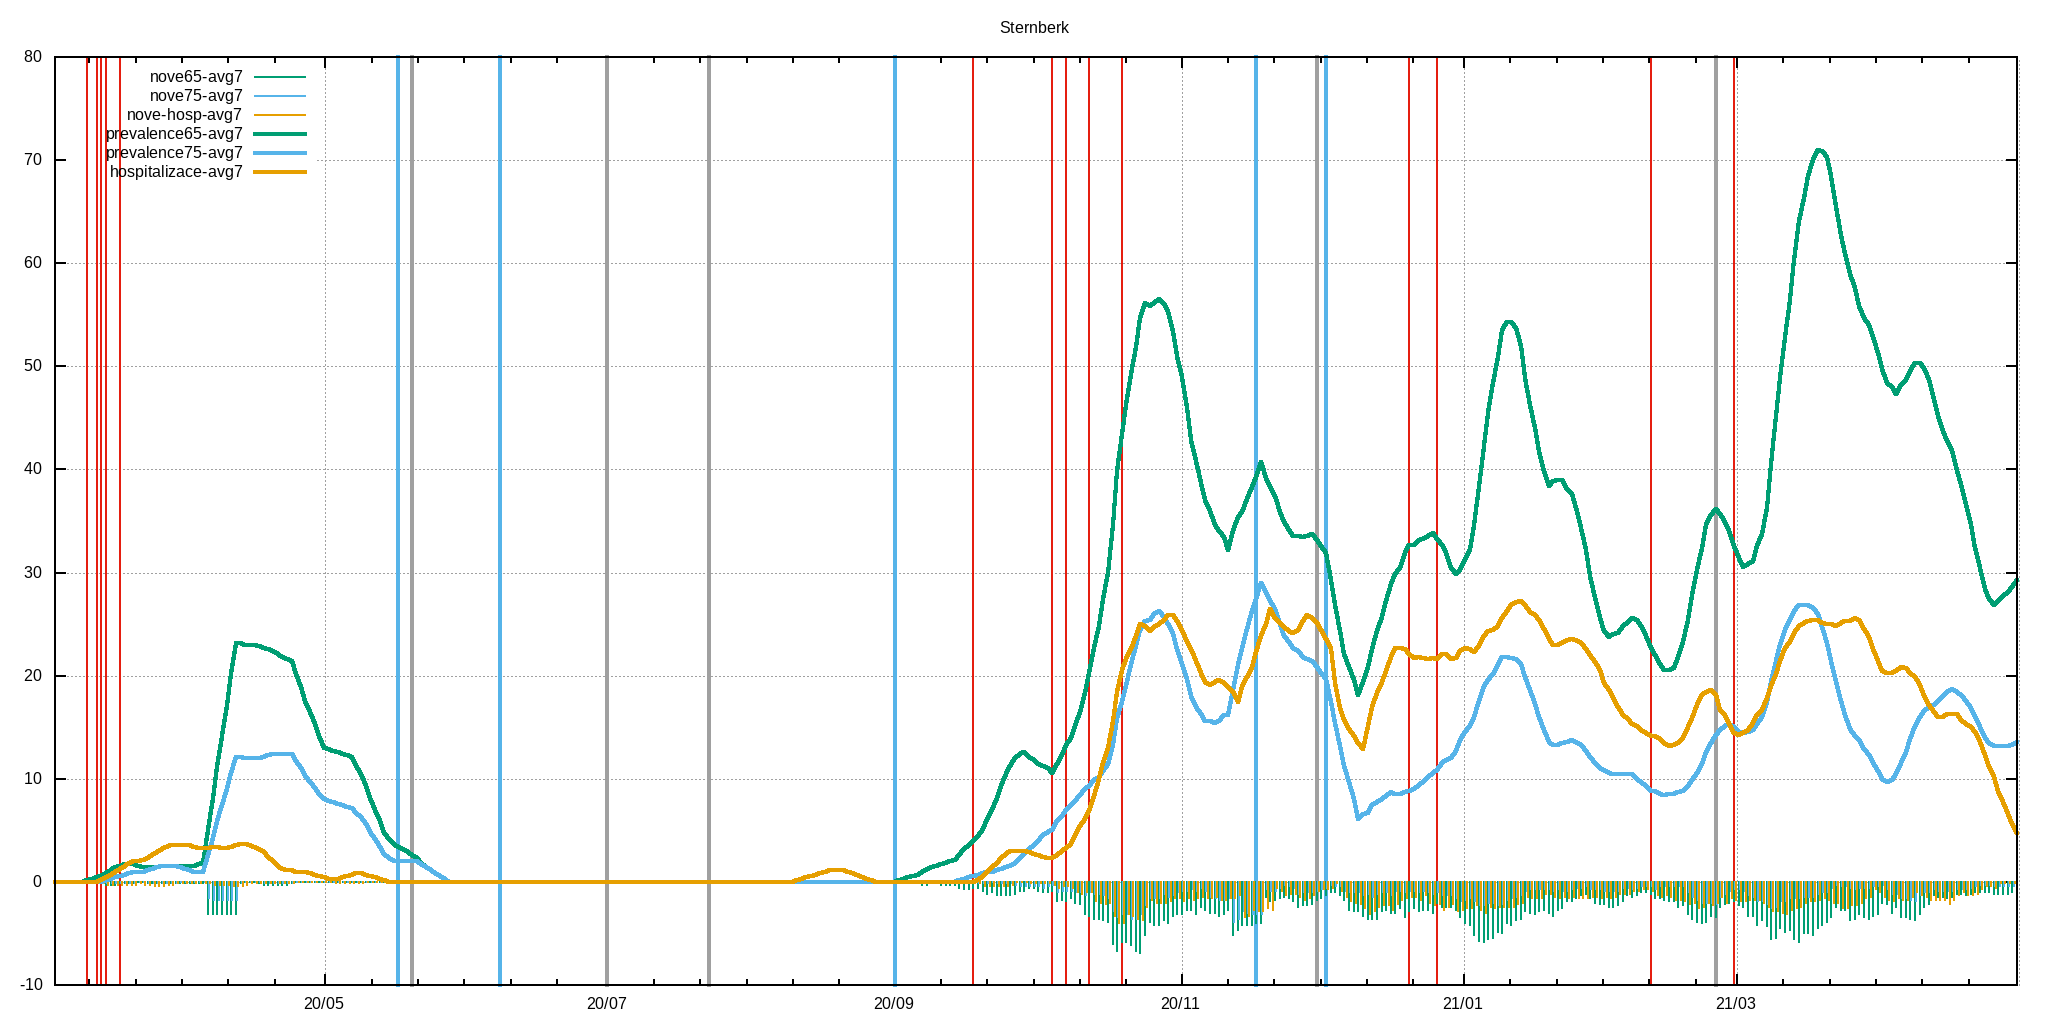 Sternberk
80
70
60
50
40
30
20
10
0
-10
nove65-avg7
nove75-avg7
nove-hosp-avg7
prevalence65-avg7
prevalence75-avg7
hospitalizace-avg7
20/05
20/07
20/09
20/11
21/01
21/03